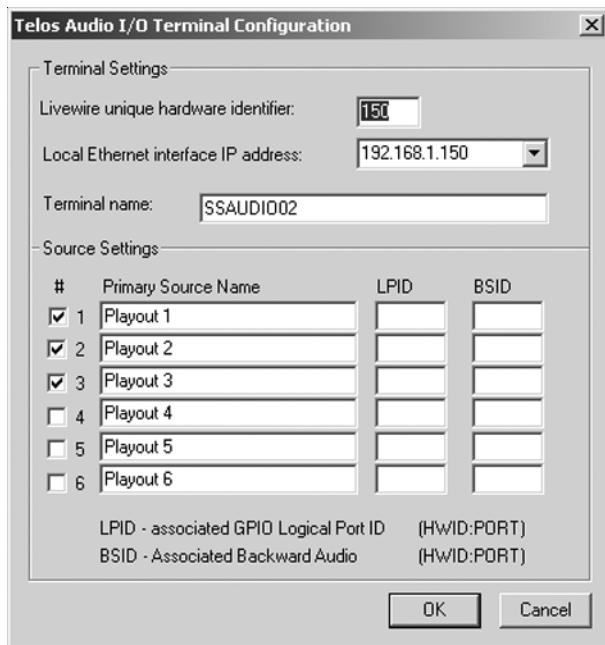 Telos Audio I/O Terminal Configuration
Terminal Settings
Livewire unique hardware identifier: 150
Local Ethernet interface IP address: 192.168.1.150
Terminal name: SSAUDIO02
Source Settings
# Primary Source Name LPID BSID
1 Playout 1
2 Playout 2
3 Playout 3
4 Playout 4
5 Playout 5
6 Playout 6
LPID - associated GPIO Logical Port ID (HWID:PORT)
BSID - Associated Backward Audio (HWID:PORT)
OK Cancel